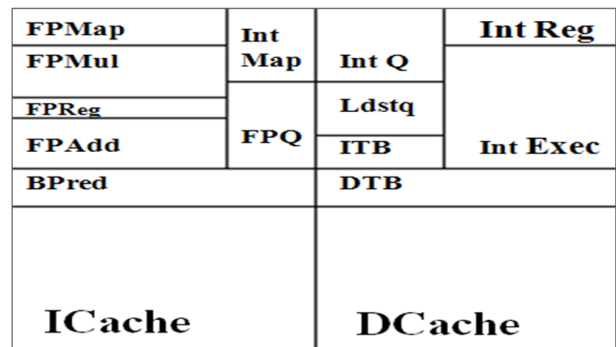 FPMap
FPMul
FPReg
FPAdd
Int
Map
FPQ
Int Q
Ldstq
ITB
Int Reg
Int Exec
BPred
DTB
ICache
DCache